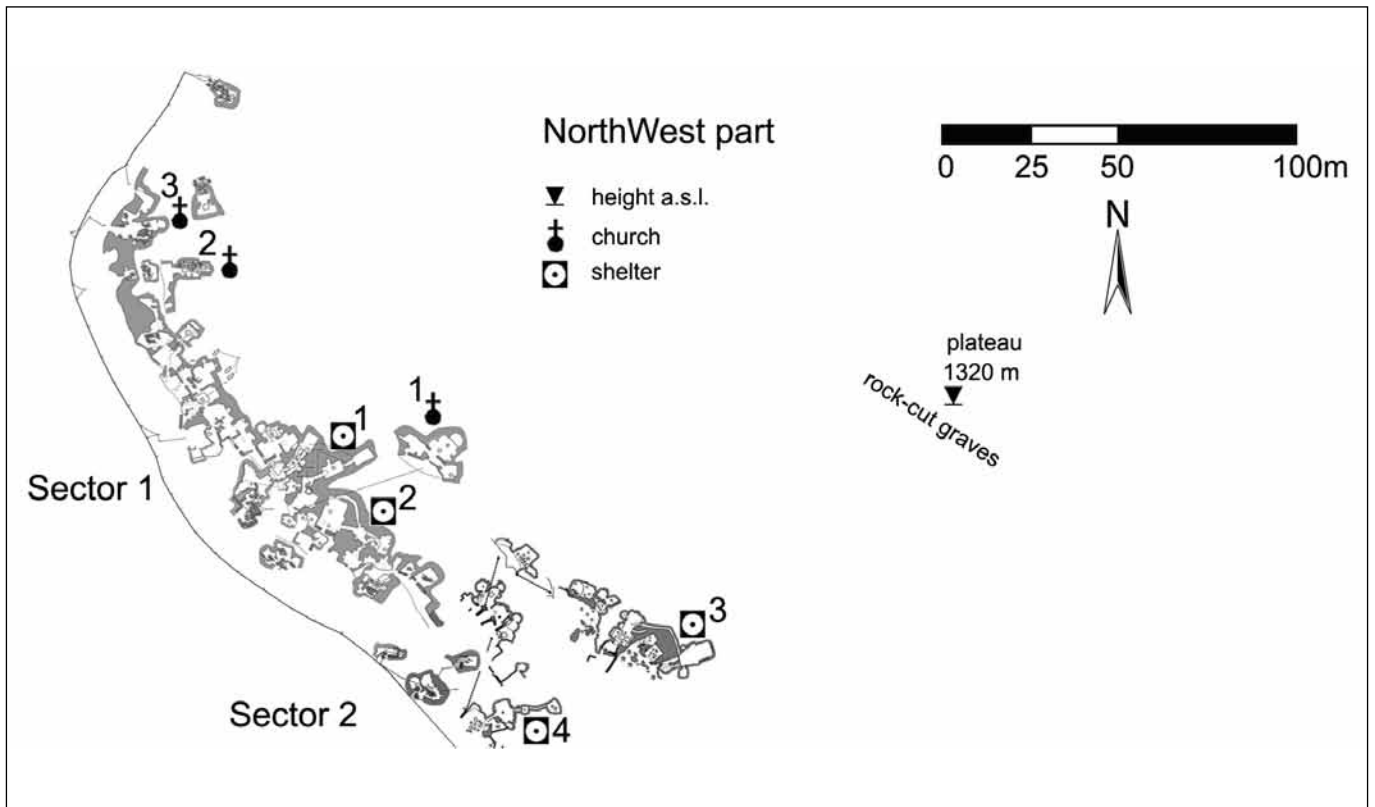 NorthWest part
height a.s.l.
church
shelter
0 25 50 100m
N
plateau
1320 m
rock-cut graves
3
2
1
1
2
Sector 1
3
Sector 2
4